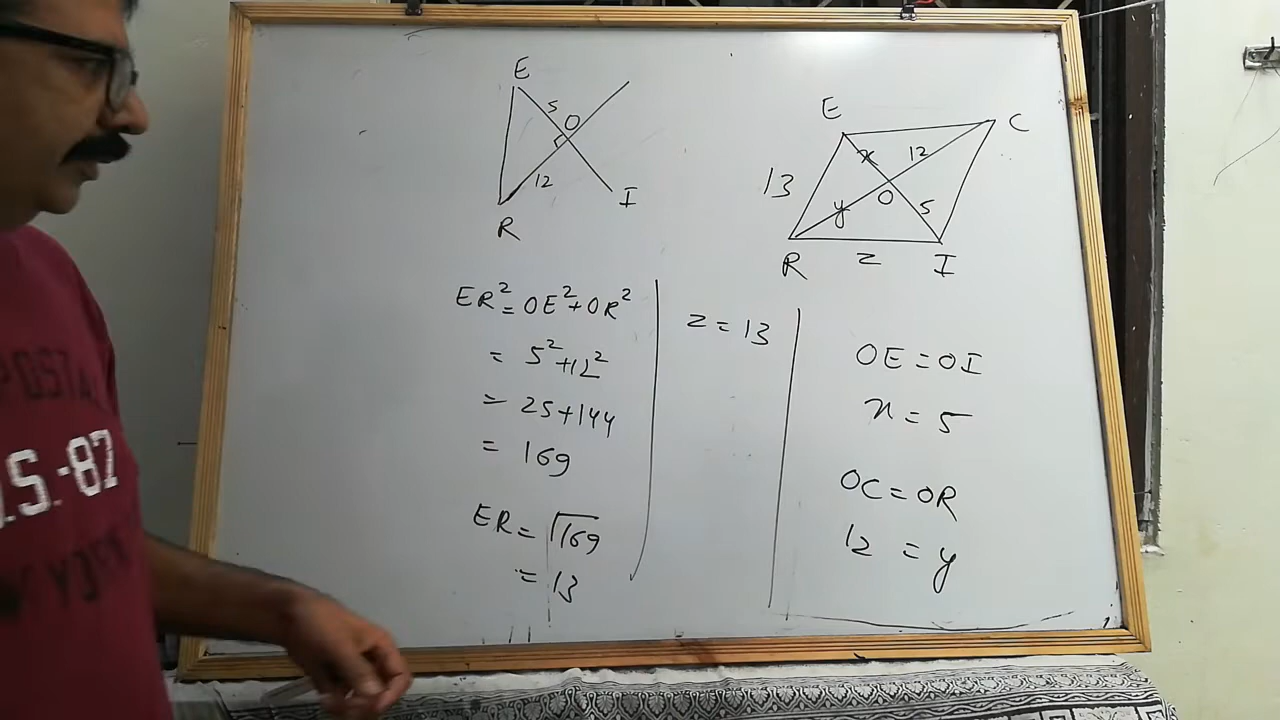 E
5
O
12
R
I
E
C
x
12
13
O
y
5
R
z
I
ER² = OE² + OR²
= 5² + 12²
= 25 + 144
= 169
ER = √169
= 13
z = 13
OE = OI
x = 5
OC = OR
12 = y
.S.-87